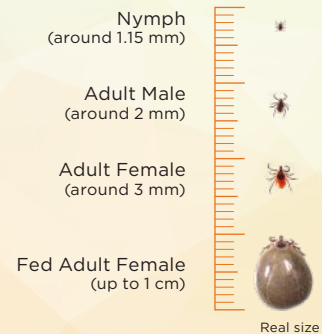 Nymph
(around 1.15 mm)
Adult Male
(around 2 mm)
Adult Female
(around 3 mm)
Fed Adult Female
(up to 1 cm)
Real size